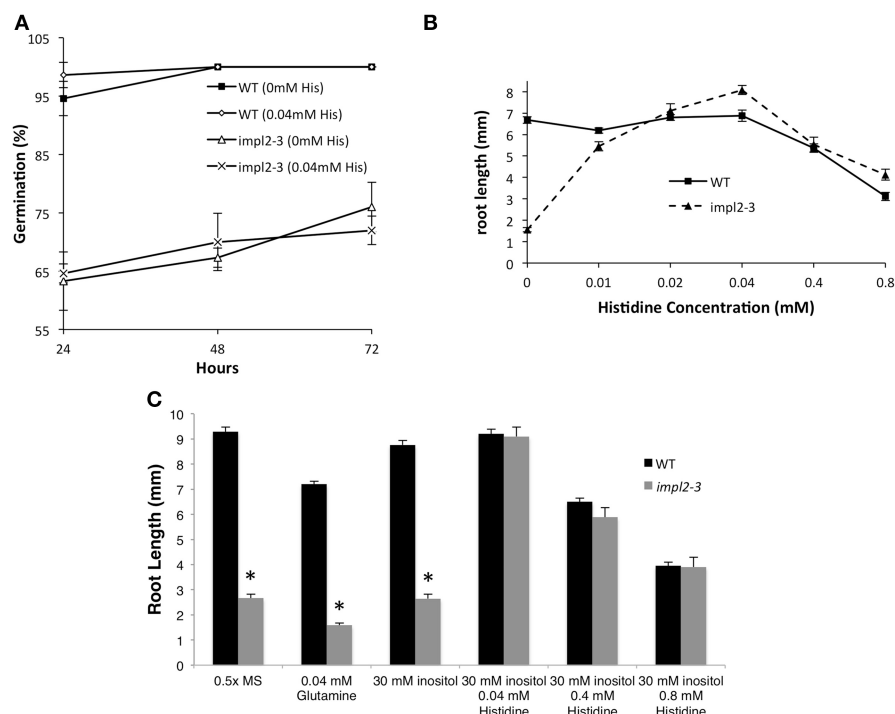 A
105
95
85
75
65
55
Germination (%)
24
48
72
Hours
WT (0mM His)
WT (0.04mM His)
impl2-3 (0mM His)
impl2-3 (0.04mM His)
B
8
7
6
5
4
3
2
1
0
root length (mm)
WT
impl2-3
0
0.01
0.02
0.04
0.4
0.8
Histidine Concentration (mM)
C
10
9
8
7
6
5
4
3
2
1
0
Root Length (mm)
WT
impl2-3
*
*
*
0.5x MS
0.04 mM
Glutamine
30 mM inositol
30 mM inositol
0.04 mM
Histidine
30 mM inositol
0.4 mM
Histidine
30 mM inositol
0.8 mM
Histidine